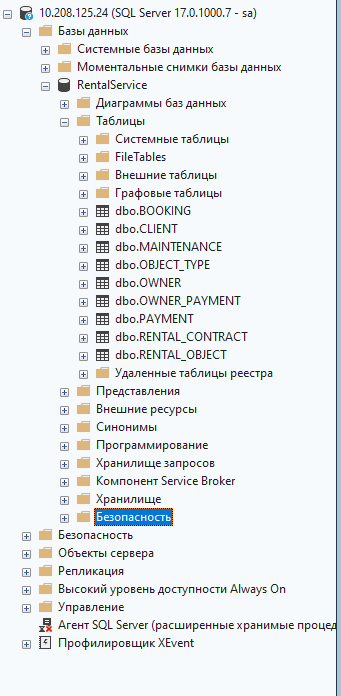 10.208.125.24 (SQL Server 17.0.1000.7 - sa)
Базы данных
Системные базы данных
Моментальные снимки базы данных
RentalService
Диаграммы баз данных
Таблицы
Системные таблицы
FileTables
Внешние таблицы
Графовые таблицы
dbo.BOOKING
dbo.CLIENT
dbo.MAINTENANCE
dbo.OBJECT_TYPE
dbo.OWNER
dbo.OWNER_PAYMENT
dbo.PAYMENT
dbo.RENTAL_CONTRACT
dbo.RENTAL_OBJECT
Удаленные таблицы реестра
Представления
Внешние ресурсы
Синонимы
Программирование
Хранилище запросов
Компонент Service Broker
Хранилище
Безопасность
Безопасность
Объекты сервера
Репликация
Высокий уровень доступности Always On
Управление
Агент SQL Server (расширенные хранимые процед
Профилировщик XEvent